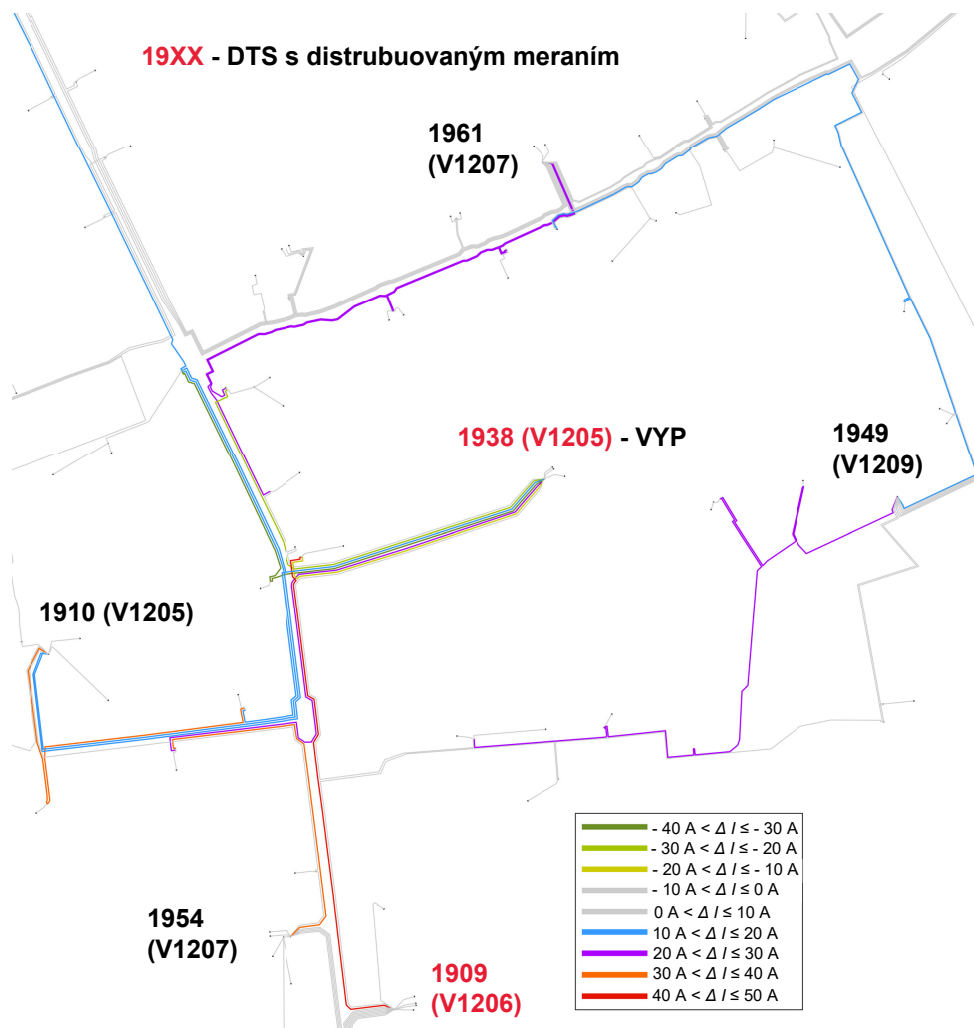 19XX - DTS s distrubuovaným meraním
1961
(V1207)
1938 (V1205) - VYP
1949
(V1209)
1910 (V1205)
1954
(V1207)
1909
(V1206)
- 40 A < Δ I ≤ - 30 A
- 30 A < Δ I ≤ - 20 A
- 20 A < Δ I ≤ - 10 A
- 10 A < Δ I ≤ 0 A
0 A < Δ I ≤ 10 A
10 A < Δ I ≤ 20 A
20 A < Δ I ≤ 30 A
30 A < Δ I ≤ 40 A
40 A < Δ I ≤ 50 A